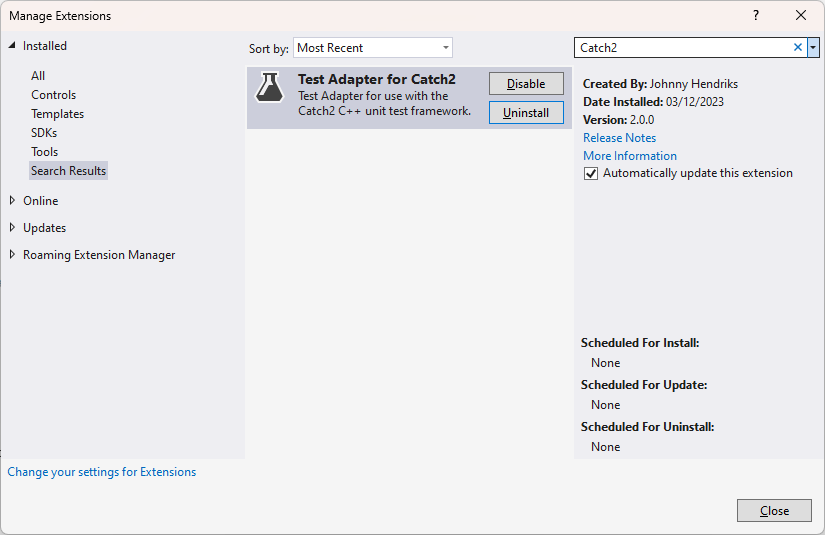 Manage Extensions
?
Installed
All
Controls
Templates
SDKs
Tools
Search Results
Online
Updates
Roaming Extension Manager
Change your settings for Extensions
Sort by: Most Recent
Test Adapter for Catch2
Test Adapter for use with the
Catch2 C++ unit test framework.
Disable
Uninstall
Catch2
Created By: Johnny Hendriks
Date Installed: 03/12/2023
Version: 2.0.0
Release Notes
More Information
Automatically update this extension
Scheduled For Install:
None
Scheduled For Update:
None
Scheduled For Uninstall:
None
Close